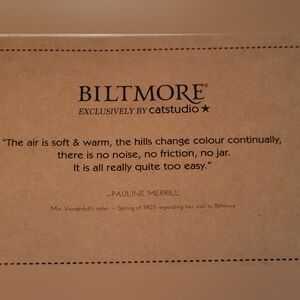 BILTMORE®
EXCLUSIVELY BY catstudio★
"The air is soft & warm, the hills change colour continually,
there is no noise, no friction, no jar.
It is all really quite too easy."
–PAULINE MERRILL,
Mrs. Vanderbilt's sister – Spring of 1905 regarding her visit to Biltmore